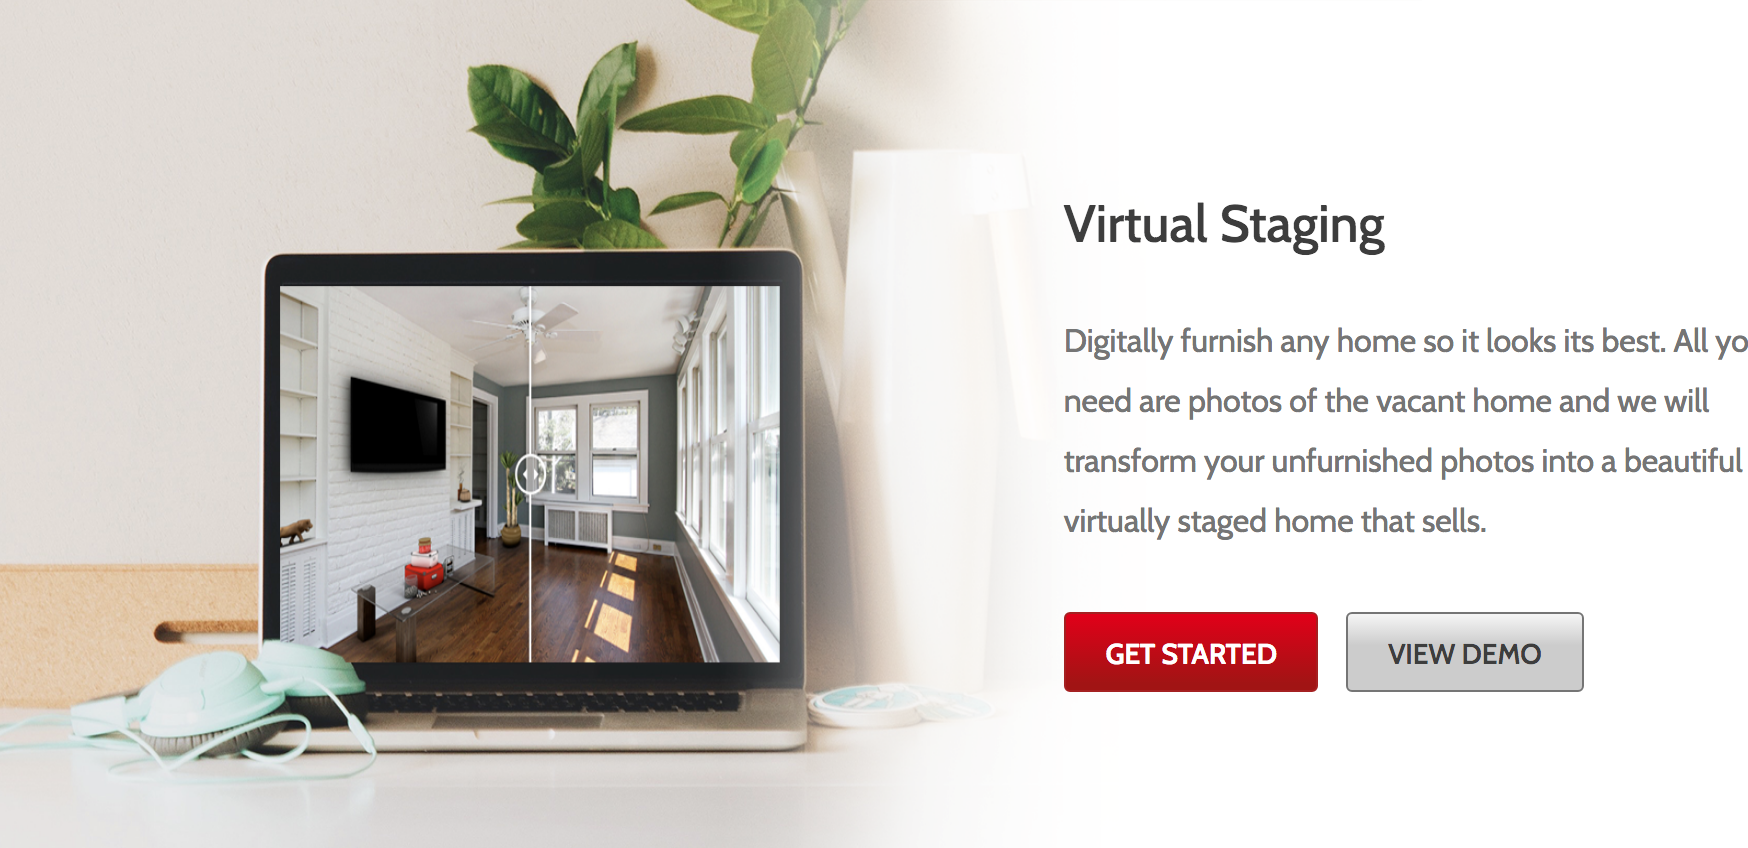 Virtual Staging
Digitally furnish any home so it looks its best. All yo
need are photos of the vacant home and we will
transform your unfurnished photos into a beautiful
virtually staged home that sells.
GET STARTED
VIEW DEMO